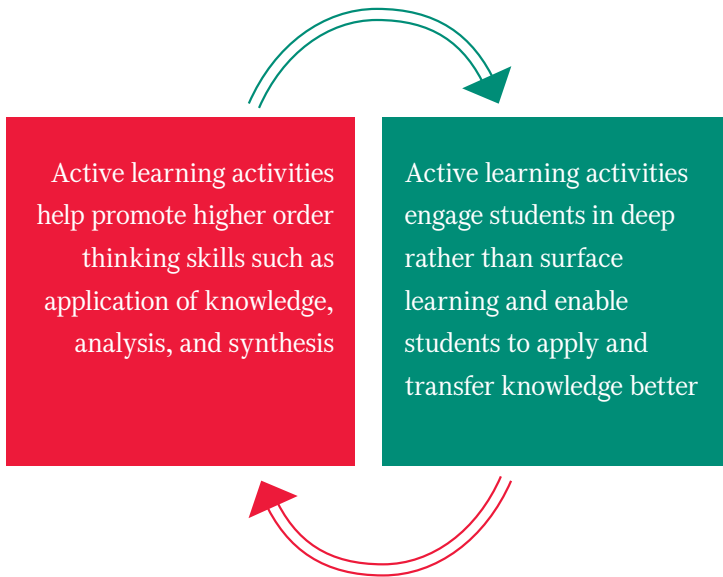 Active learning activities
help promote higher order
thinking skills such as
application of knowledge,
analysis, and synthesis
Active learning activities
engage students in deep
rather than surface
learning and enable
students to apply and
transfer knowledge better